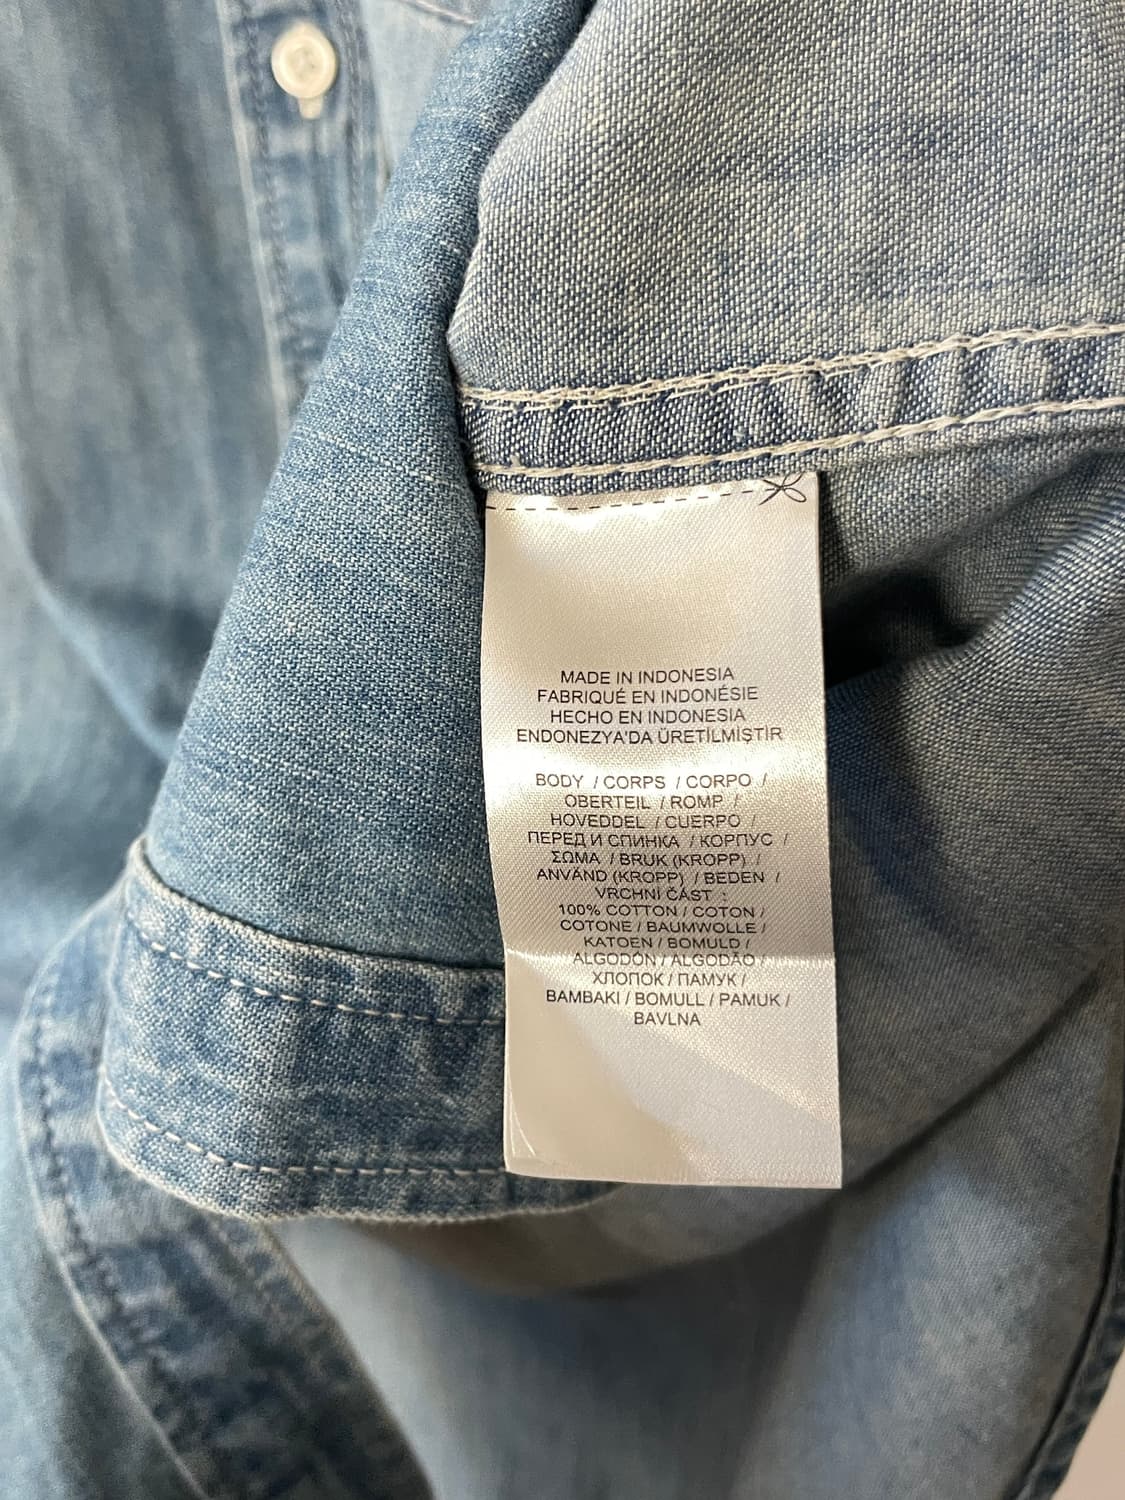 MADE IN INDONESIA
FABRIQUÉ EN INDONÉSIE
HECHO EN INDONESIA
ENDONEZYA'DA ÜRETİLMİŞTİR
BODY / CORPS / CORPO /
OBERTEIL / ROMP /
HOVEDDEL / CUERPO /
ПЕРЕД И СПИНКА / КОРПУС /
ΣΩΜΑ / BRUK (KROPP) /
ANVÄND (KROPP) / BEDEN /
VRCHNÍ ČÁST :
100% COTTON / COTON /
COTONE / BAUMWOLLE /
KATOEN / BOMULD /
ALGODÓN / ALGODÃO /
ХЛОПОК / ПАМУК /
BAMBAKI / BOMULL / PAMUK /
BAVLNA